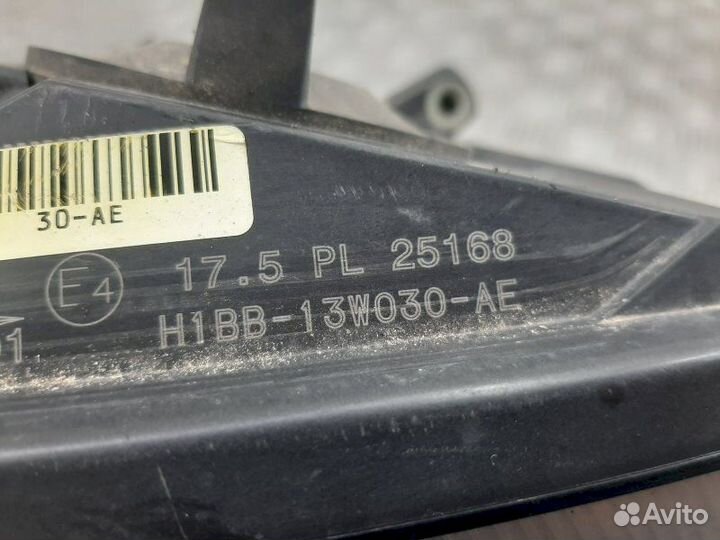 30-AE
E4
17.5 PL 25168
H1BB-13W030-AE
Avito